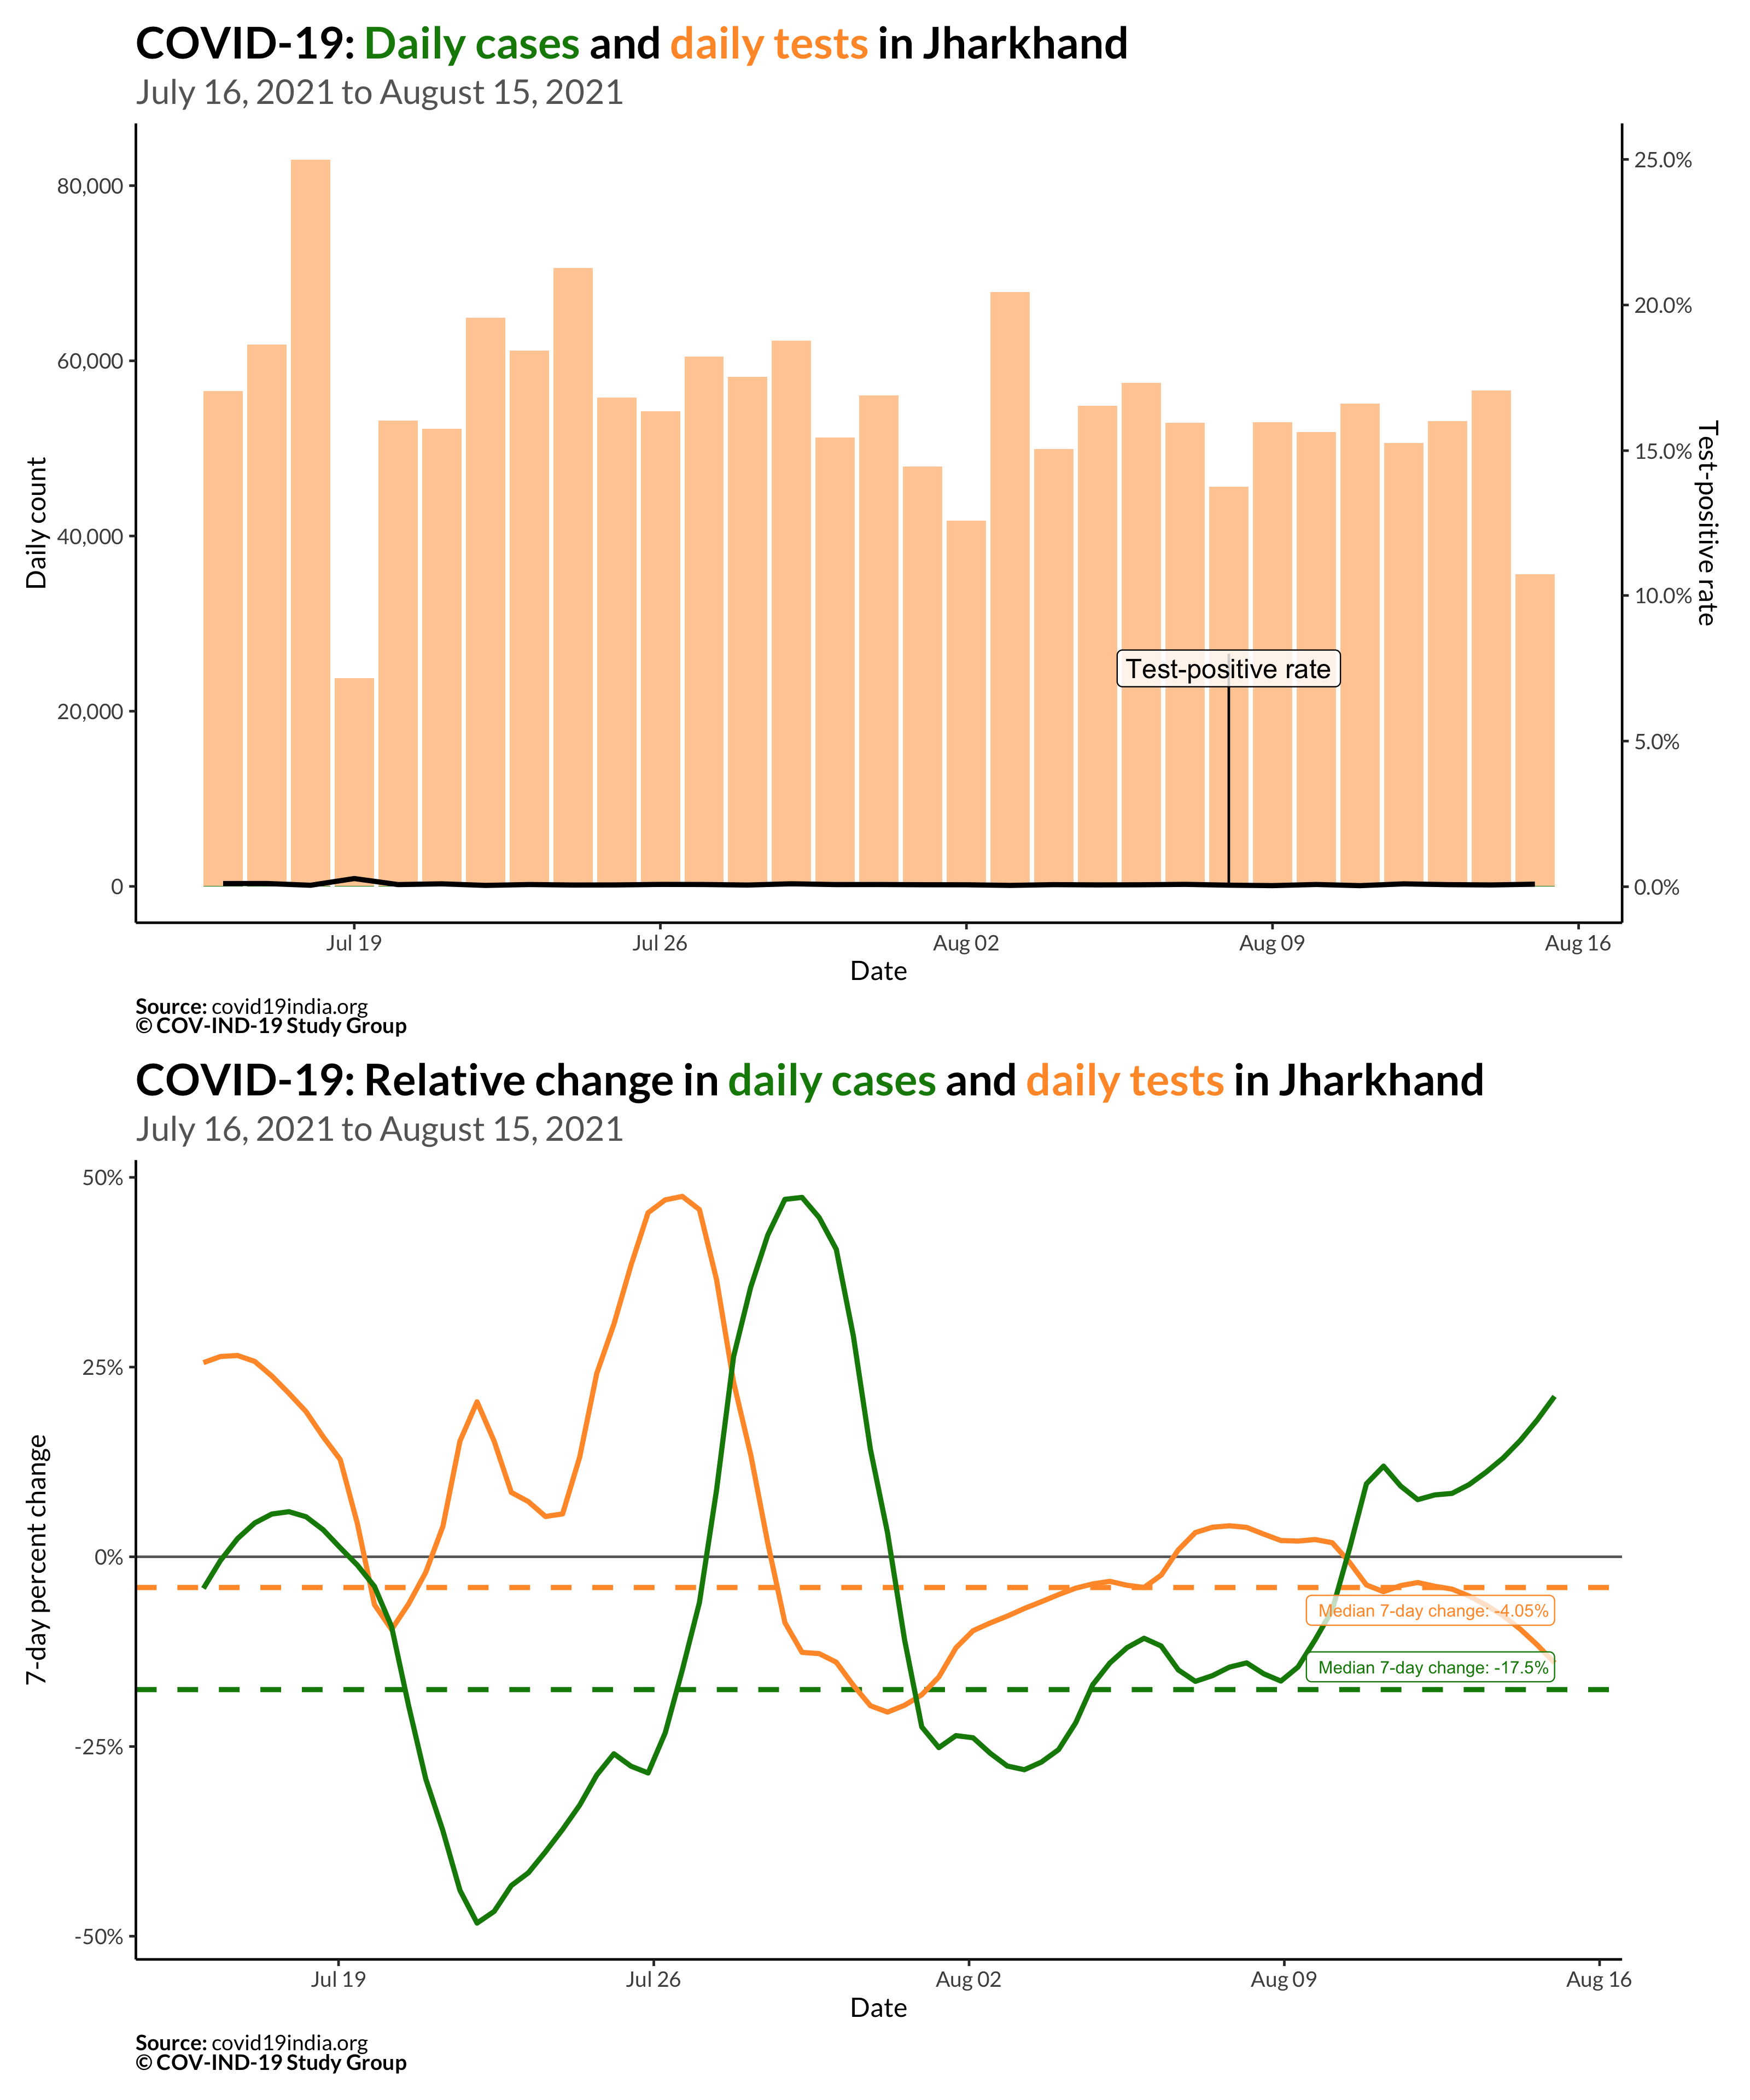 COVID-19: Daily cases and daily tests in Jharkhand
July 16, 2021 to August 15, 2021
Daily count
80,000
60,000
40,000
20,000
0
25.0%
20.0%
15.0%
10.0%
5.0%
0.0%
Test-positive rate
Test-positive rate
Jul 19 Jul 26 Aug 02 Aug 09 Aug 16
Date
Source: covid19india.org
© COV-IND-19 Study Group
COVID-19: Relative change in daily cases and daily tests in Jharkhand
July 16, 2021 to August 15, 2021
7-day percent change
50%
25%
0%
-25%
-50%
Median 7-day change: -4.05%
Median 7-day change: -17.5%
Jul 19 Jul 26 Aug 02 Aug 09 Aug 16
Date
Source: covid19india.org
© COV-IND-19 Study Group